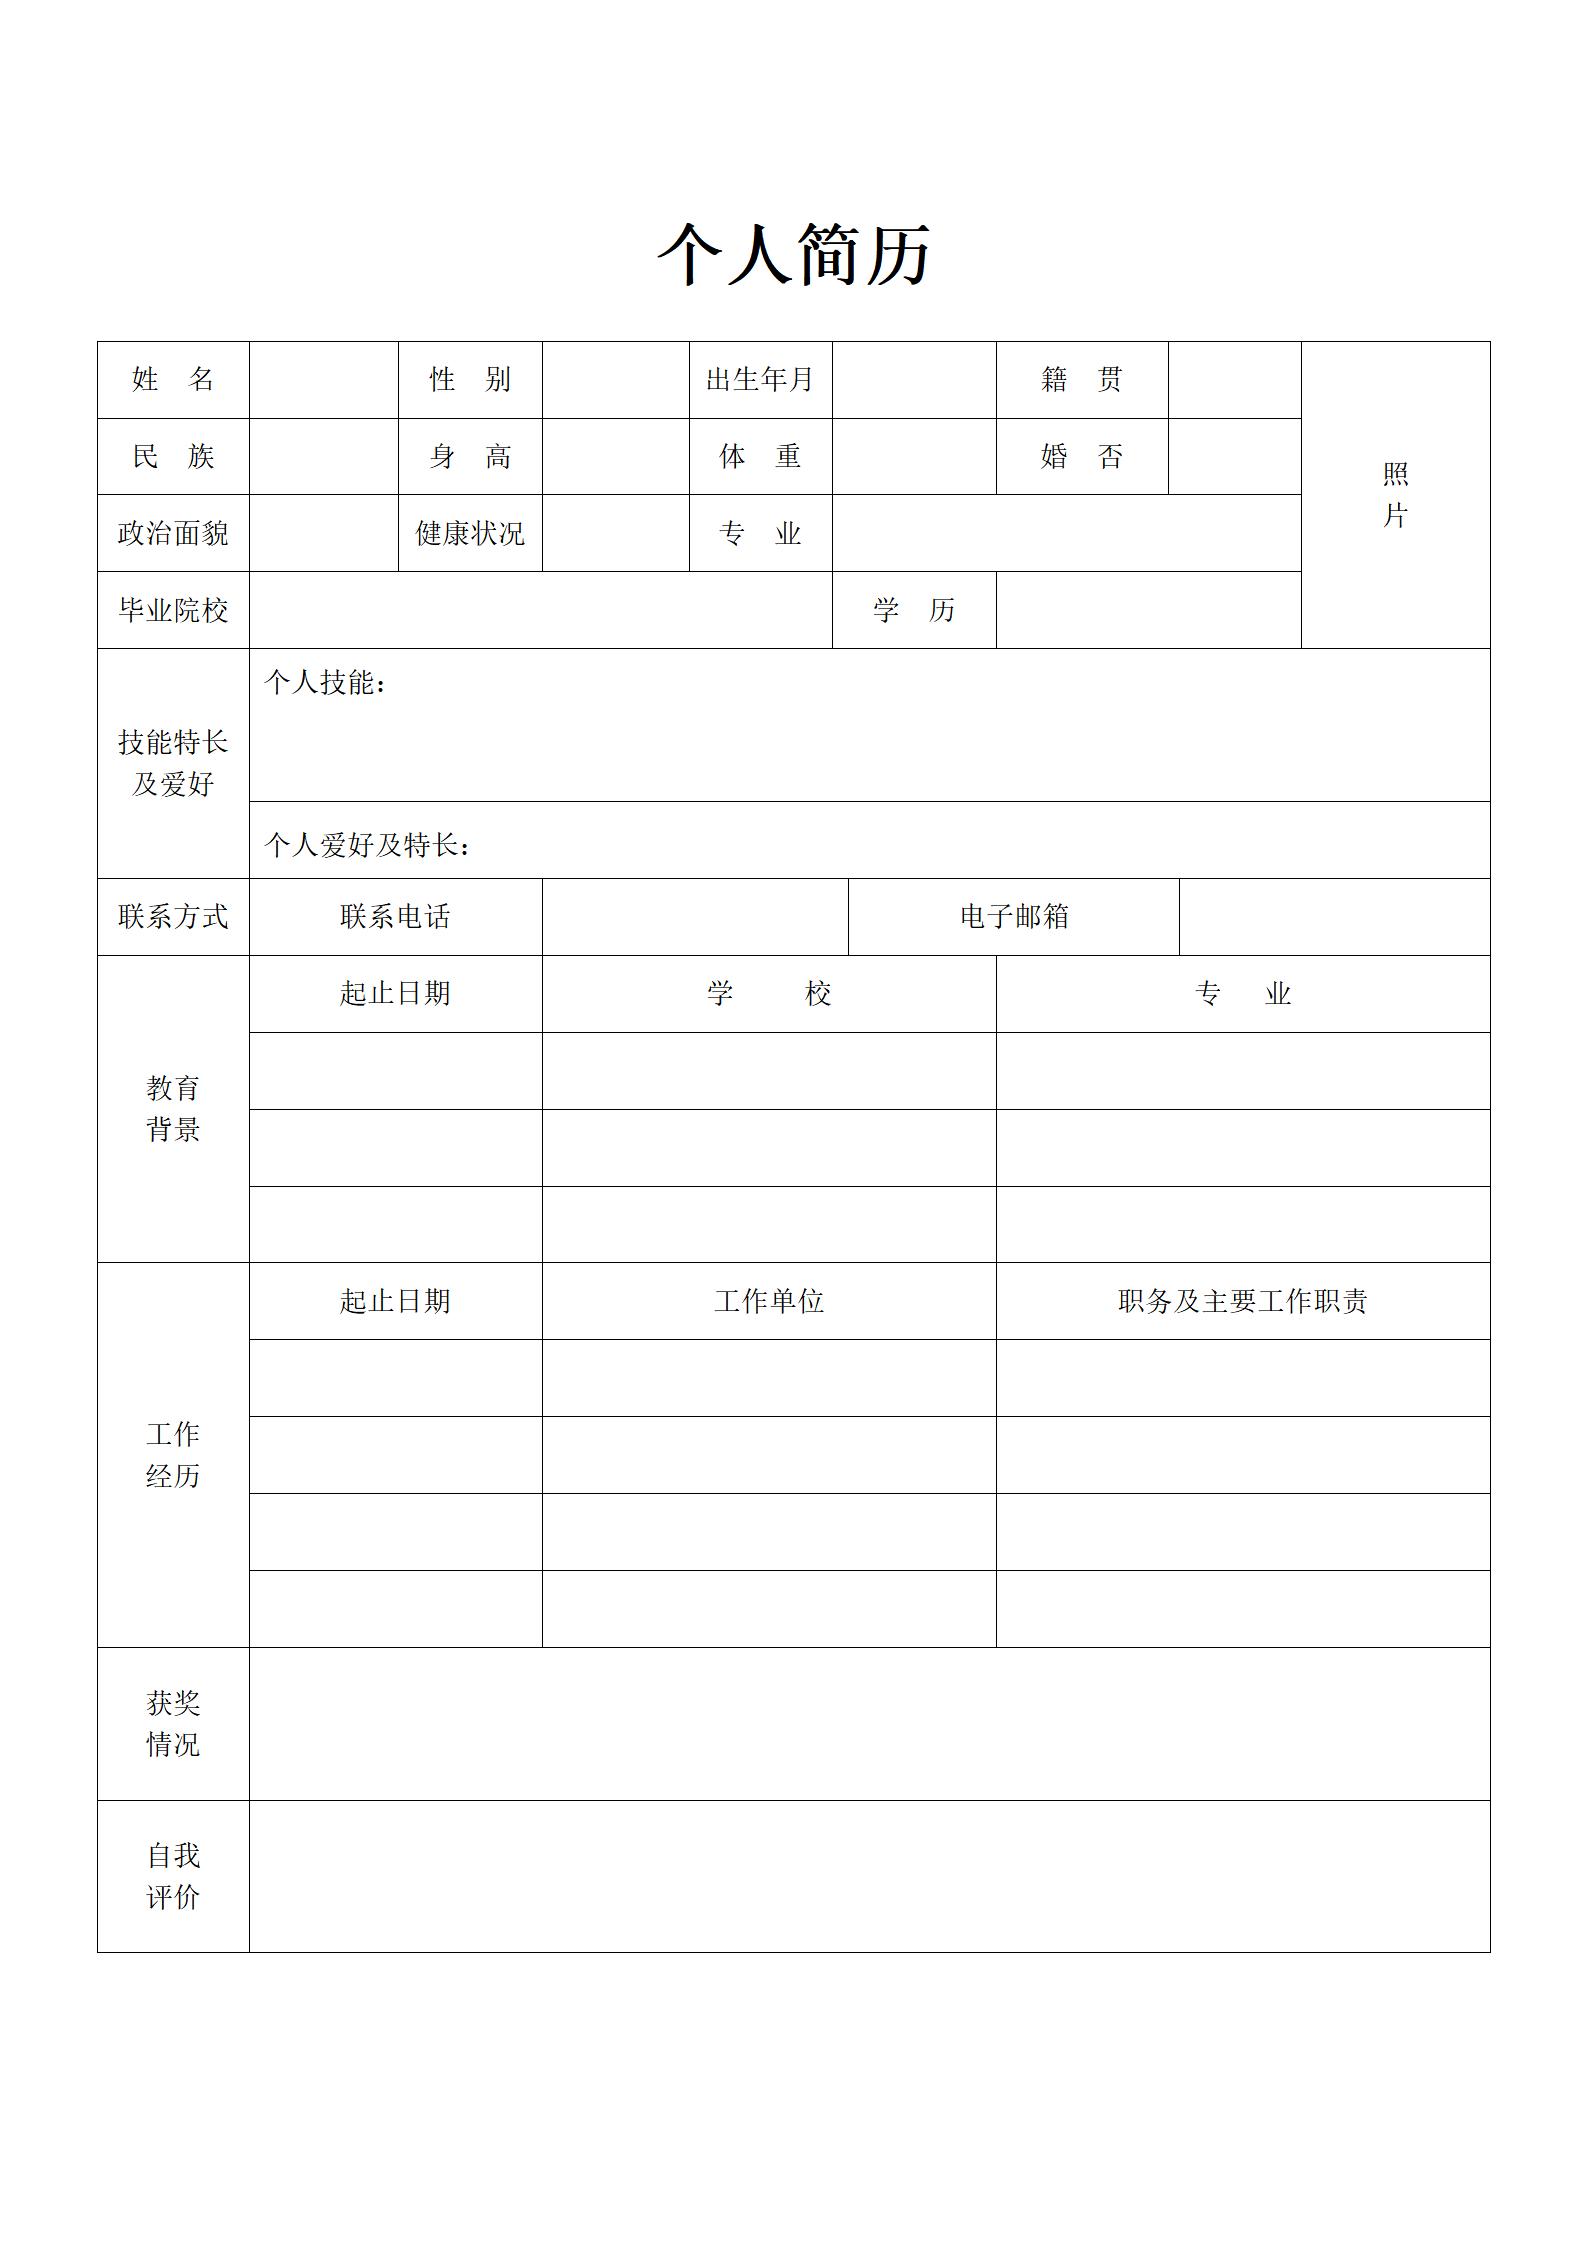 个人简历
姓 名 性 别 出生年月 籍 贯
民 族 身 高 体 重 婚 否
照
片
政治面貌 健康状况 专 业
毕业院校 学 历
个人技能：
技能特长
及爱好
个人爱好及特长：
联系方式 联系电话 电子邮箱
起止日期 学 校 专 业
教育
背景
起止日期 工作单位 职务及主要工作职责
工作
经历
获奖
情况
自我
评价